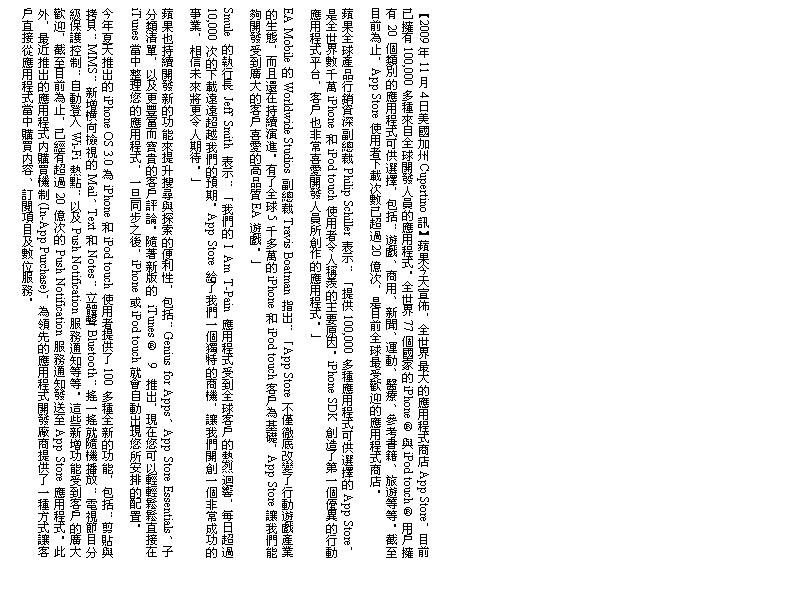 【2009 年 11 月 4 日美國加州 Cupertino 訊】蘋果今天宣佈，全世界最大的應用程式商店 App Store，目前
已擁有 100,000 多種來自全球開發人員的應用程式。全世界 77 個國家的 iPhone ® 與 iPod touch ® 用戶擁
有 20 個類別的應用程式可供選擇，包括：遊戲、商用、新聞、運動、醫療、參考書籍、旅遊等等。截至
目前為止，App Store 使用者下載次數已超過 20 億次，是目前全球最受歡迎的應用程式商店。
蘋果全球產品行銷資深副總裁 Philip Schiller 表示：「提供 100,000 多種應用程式可供選擇的 App Store，
是全世界數千萬 iPhone 和 iPod touch 使用者令人稱羨的主要原因。iPhone SDK 創造了第一個優異的行動
應用程式平台，客戶也非常喜愛開發人員所創作的應用程式。」
EA Mobile 的 Worldwide Studios 副總裁 Travis Boatman 指出：「App Store 不僅徹底改變了行動遊戲產業
的生態，而且還在持續演進。有了全球 5 千多萬的 iPhone 和 iPod touch 客戶為基礎，App Store 讓我們能
夠開發受到廣大的客戶喜愛的高品質 EA 遊戲。」
Smule 的執行長 Jeff Smith 表示：「我們的 I Am T-Pain 應用程式受到全球客戶的熱烈迴響，每日超過
10,000 次的下載遠遠超越我們的預期。App Store 給了我們一個獨特的商機，讓我們開創一個非常成功的
事業，相信未來將更令人期待。」
蘋果也持續開發新的功能來提升搜尋與探索的便利性，包括：Genius for Apps、App Store Essentials、子
分類清單，以及更豐富而寶貴的客戶評論。隨著新版的 iTunes ® 9 推出，現在您可以輕輕鬆鬆直接在
iTunes 當中整理您的應用程式，一旦同步之後，iPhone 或 iPod touch 就會自動出現您所安排的配置。
今年夏天推出的 iPhone OS 3.0 為 iPhone 和 iPod touch 使用者提供了 100 多種全新的功能，包括：剪貼與
拷貝；MMS；新增橫向檢視的 Mail、Text 和 Notes；立體聲 Bluetooth；搖一搖就隨機播放；電視節目分
級保護控制；自動登入 Wi-Fi 熱點；以及 Push Notification 服務通知等等。這些新增功能受到客戶的廣大
歡迎，截至目前為止，已經有超過 20 億次的 Push Notification 服務通知發送至 App Store 應用程式。此
外，最近推出的應用程式內購買機制 (In-App Purchase)，為領先的應用程式開發廠商提供了一種方式讓客
戶直接從應用程式當中購買內容、訂閱項目及數位服務。